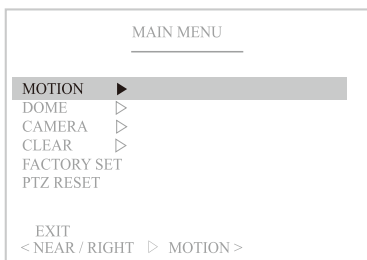 MAIN MENU
MOTION ▶
DOME ▷
CAMERA ▷
CLEAR ▷
FACTORY SET
PTZ RESET
EXIT
< NEAR / RIGHT ▷ MOTION >